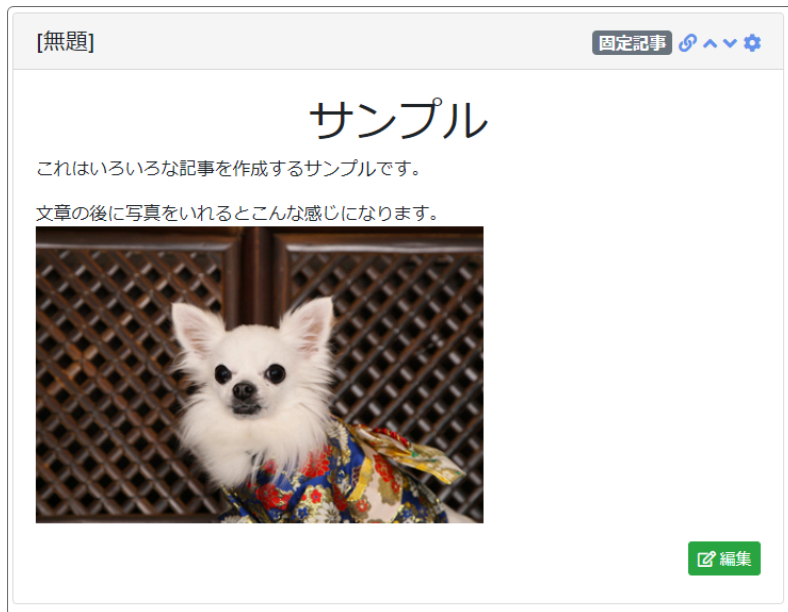 [無題]
固定記事
サンプル
これはいろいろな記事を作成するサンプルです。
文章の後に写真をいれるとこんな感じになります。
編集